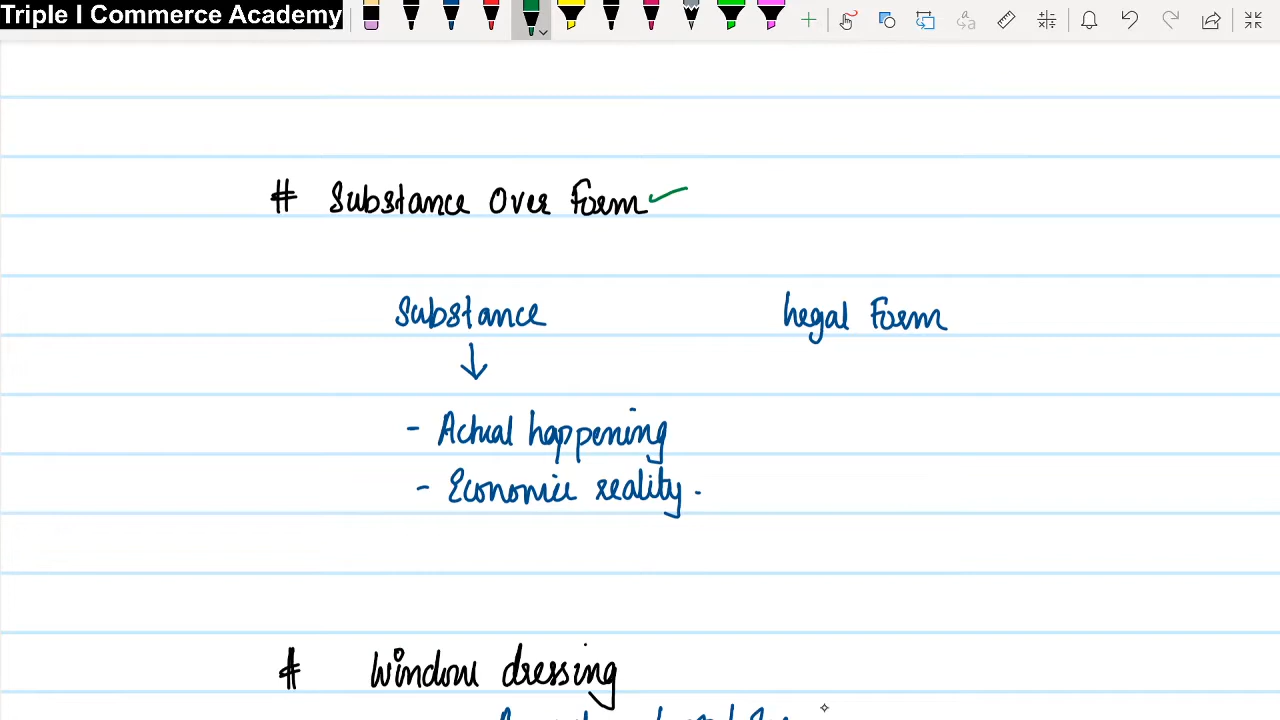 Triple I Commerce Academy
# Substance Over Form
Substance
Legal Form
- Actual happening
- Economic reality.
# Window dressing